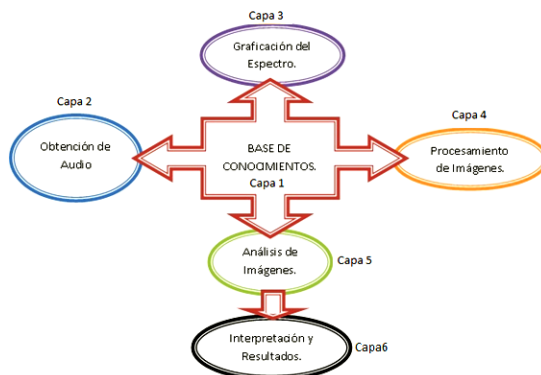 Capa 3
Graficación del
Espectro.
Capa 2
Obtención de
Audio
BASE DE
CONOCIMIENTOS.
Capa 1
Capa 4
Procesamiento
de Imágenes.
Análisis de
Imágenes.
Capa 5
Interpretación y
Resultados.
Capa6